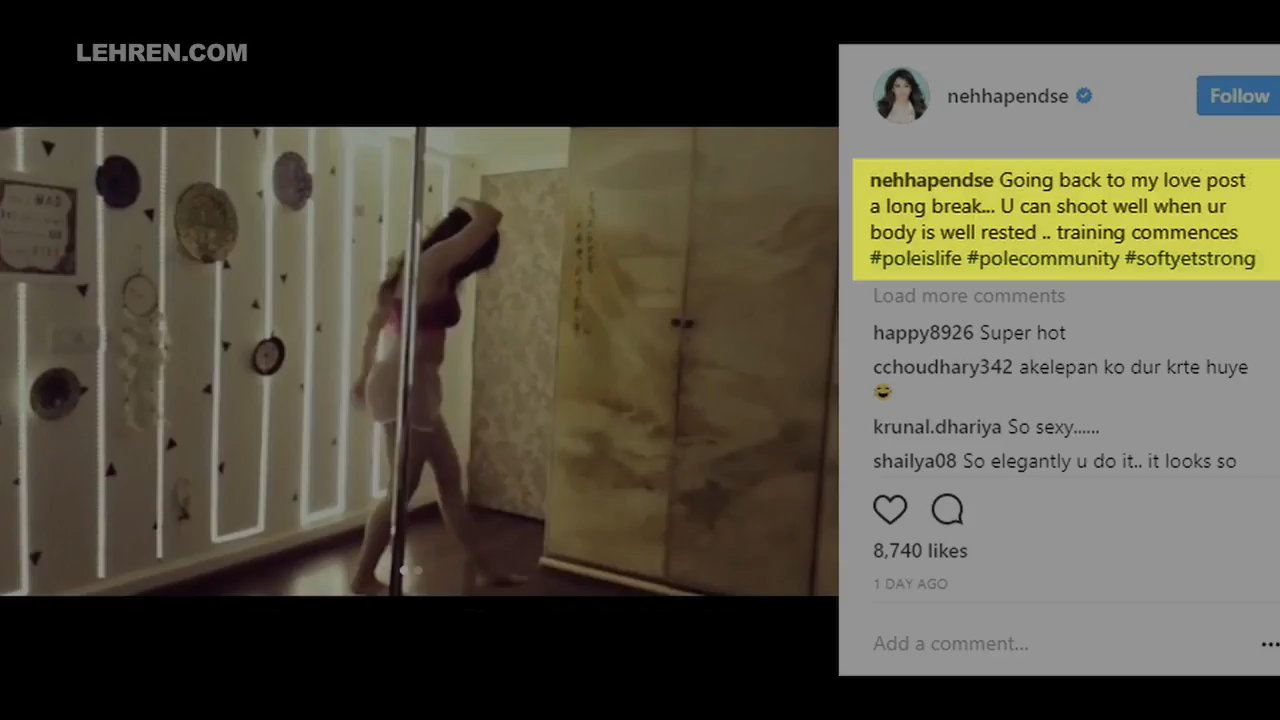 LEHREN.COM
nehhapendse
Follow
nehhapendse Going back to my love post
a long break... U can shoot well when ur
body is well rested .. training commences
#poleislife #polecommunity #softyetstrong
Load more comments
happy8926 Super hot
cchoudhary342 akelepan ko dur krte huye
😂
krunal.dhariya So sexy......
shailya08 So elegantly u do it.. it looks so
8,740 likes
1 DAY AGO
Add a comment...